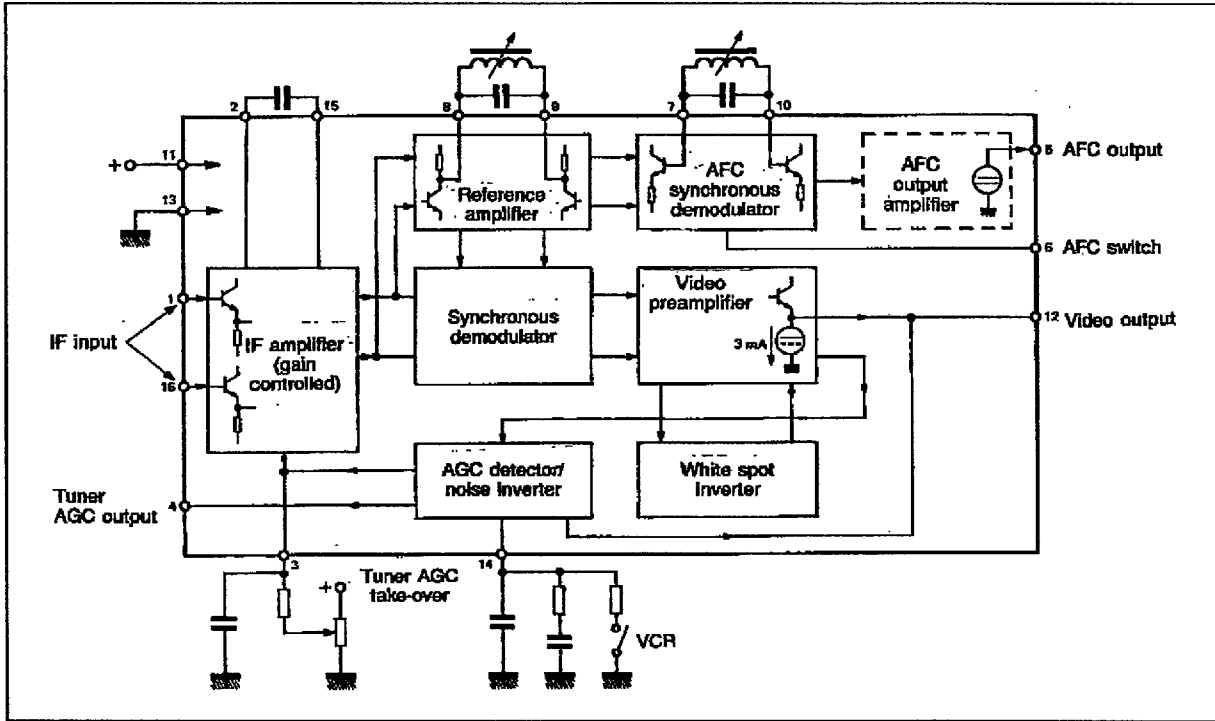 2
15
8
9
7
10
+
11
13
Reference
amplifier
AFC
synchronous
demodulator
AFC
output
amplifier
5 AFC output
6 AFC switch
1
IF input
16
IF amplifier
(gain
controlled)
Synchronous
demodulator
Video
preamplifier
3 mA
12 Video output
AGC detector/
noise inverter
White spot
inverter
Tuner
AGC output
4
3
14
+
Tuner AGC
take-over
VCR